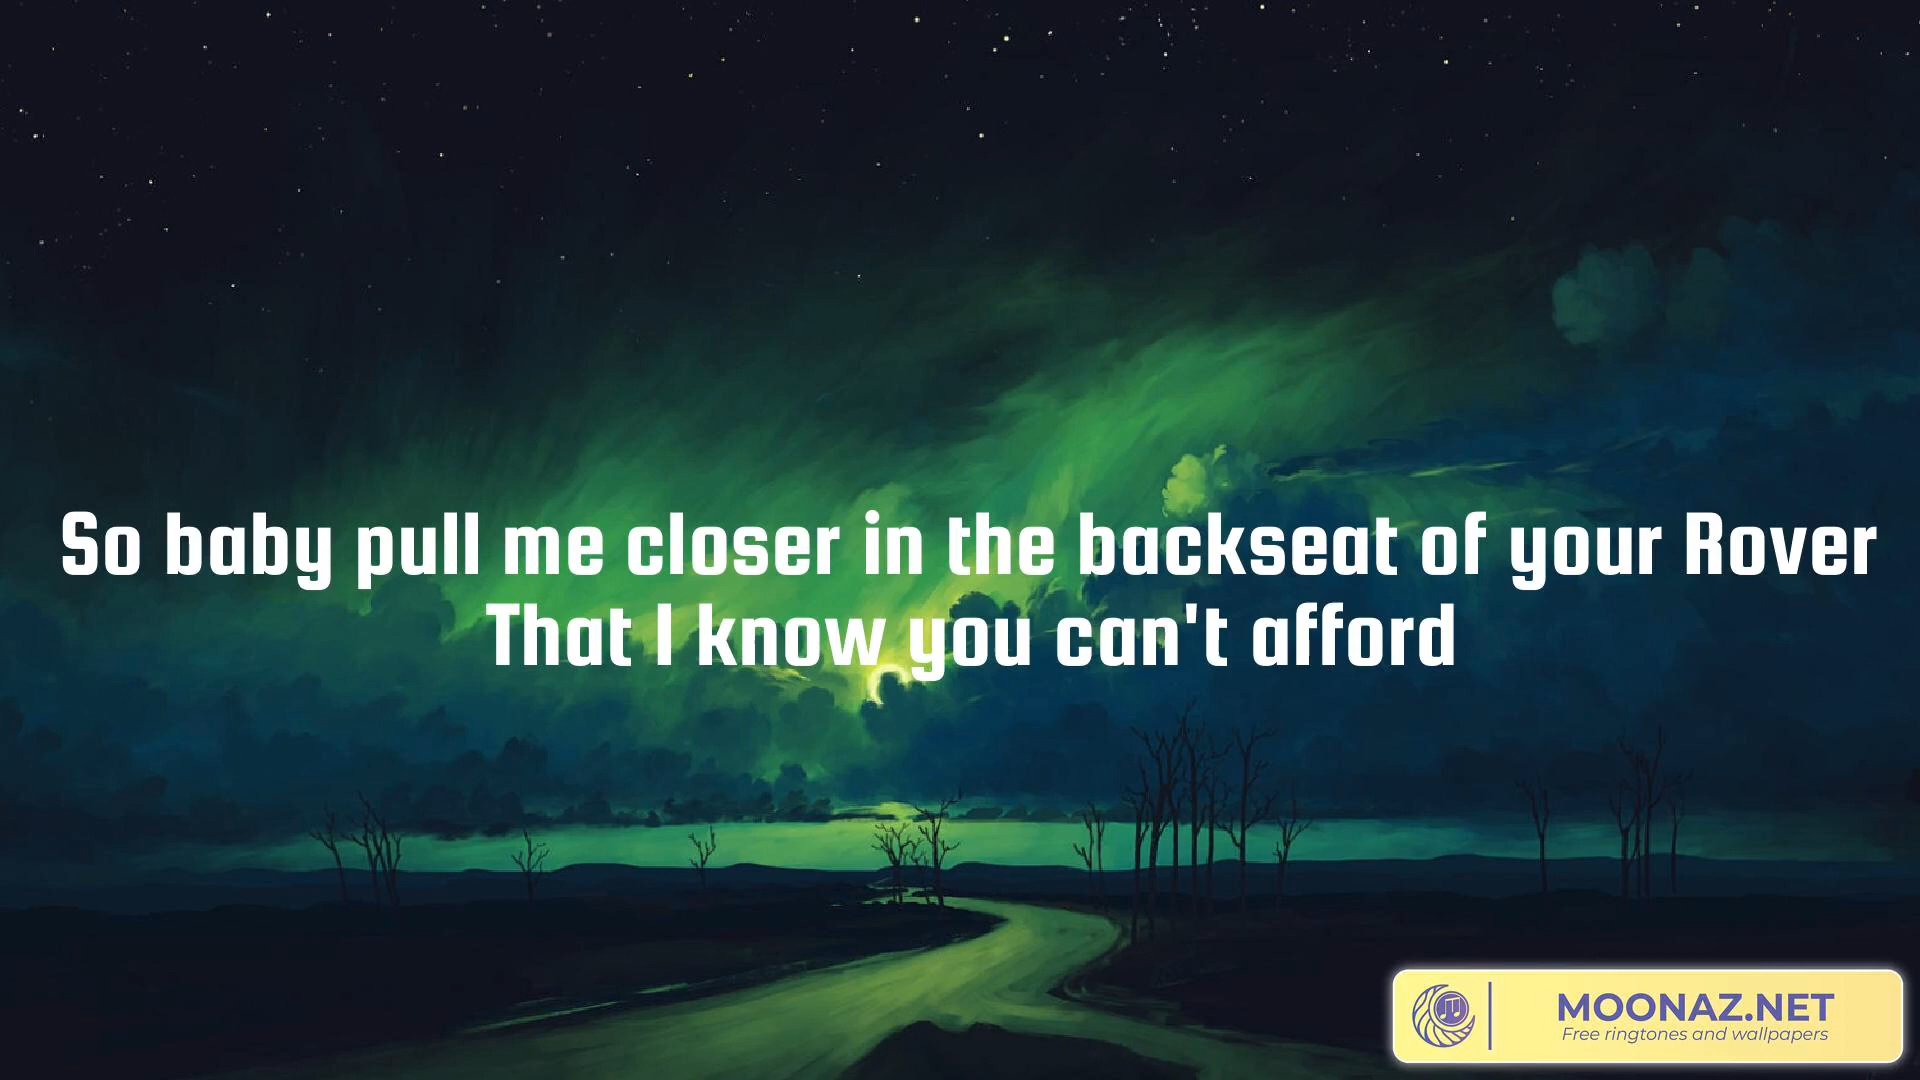 So baby pull me closer in the backseat of your Rover
That I know you can't afford
MOONAZ.NET
Free ringtones and wallpapers